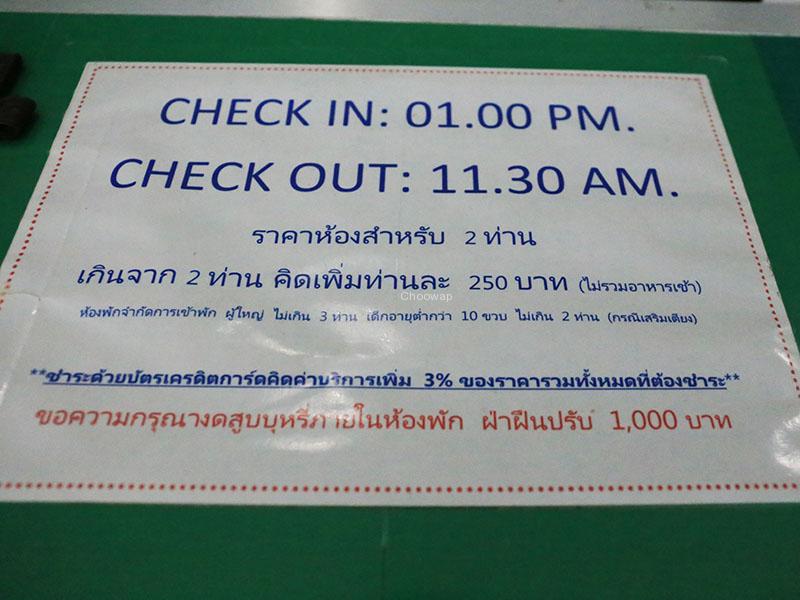 CHECK IN: 01.00 PM.
CHECK OUT: 11.30 AM.
ราคาห้องสำหรับ 2 ท่าน
เกินจาก 2 ท่าน คิดเพิ่มท่านละ 250 บาท (ไม่รวมอาหารเช้า)
Choowap
ห้องพักจำกัดการเข้าพัก ผู้ใหญ่ ไม่เกิน 3 ท่าน เด็กอายุต่ำกว่า 10 ขวบ ไม่เกิน 2 ท่าน (กรณีเสริมเตียง)
**ชำระด้วยบัตรเครดิตการ์ดคิดค่าบริการเพิ่ม 3% ของราคารวมทั้งหมดที่ต้องชำระ**
ขอความกรุณางดสูบบุหรี่ภายในห้องพัก ฝ่าฝืนปรับ 1,000 บาท